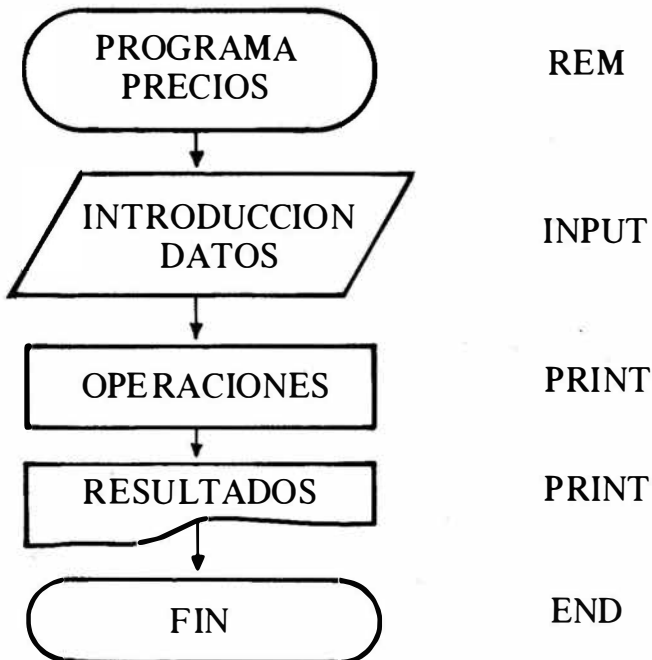 PROGRAMA
PRECIOS
REM
INTRODUCCION
DATOS
INPUT
OPERACIONES
PRINT
RESULTADOS
PRINT
FIN
END